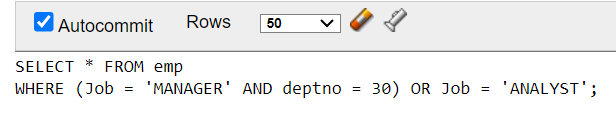 Autocommit Rows 50
SELECT * FROM emp
WHERE (Job = 'MANAGER' AND deptno = 30) OR Job = 'ANALYST';